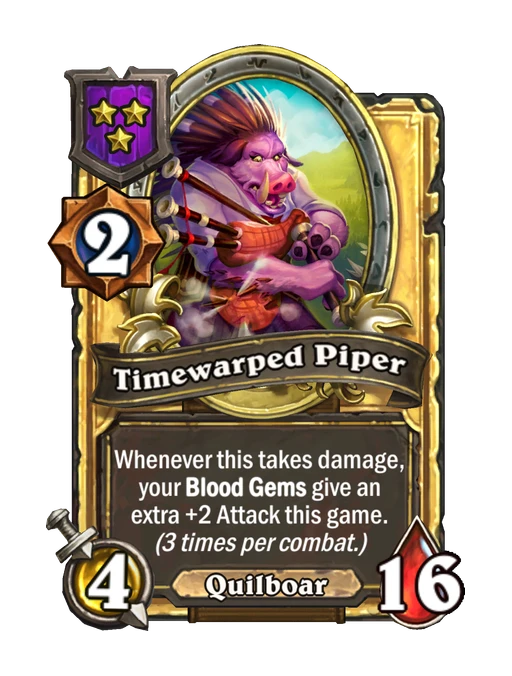 2
Timewarped Piper
Whenever this takes damage,
your Blood Gems give an
extra +2 Attack this game.
(3 times per combat.)
4
Quilboar
16